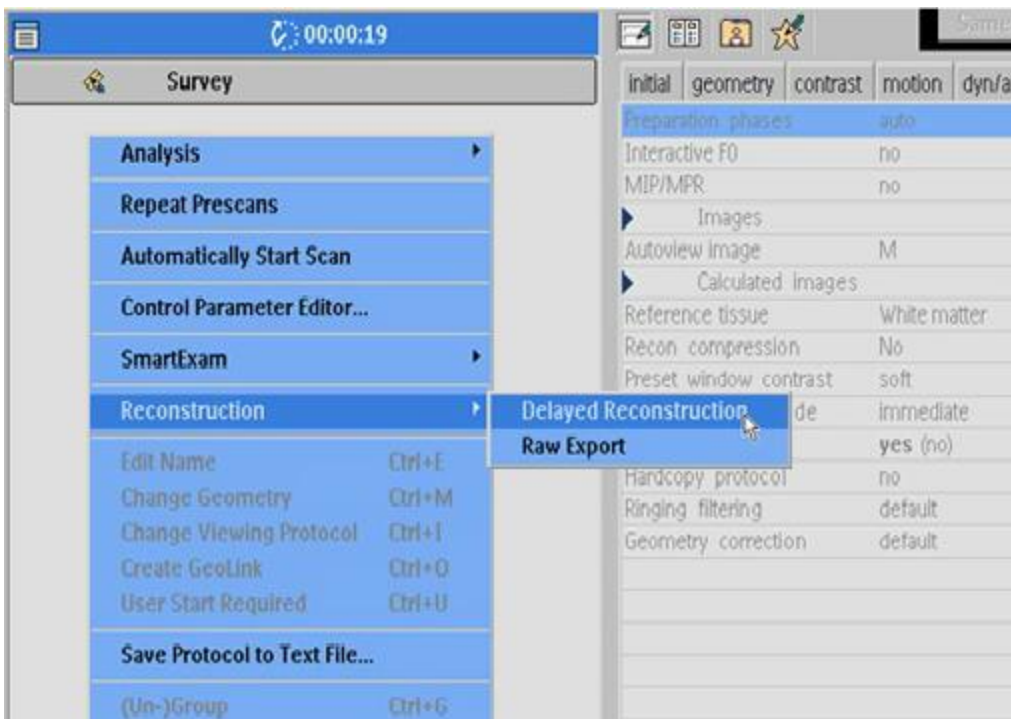 00:00:19
Same
Survey
initial geometry contrast motion dyn/a
Preparation phases auto
Analysis
Interactive F0 no
MIP/MPR no
Repeat Prescans
Images
Automatically Start Scan
Autoview image M
Calculated images
Control Parameter Editor...
Reference tissue White matter
SmartExam
Recon compression No
Preset window contrast soft
Reconstruction
Delayed Reconstruction
de immediate
Raw Export
yes (no)
Edit Name Ctrl+E
Hardcopy protocol no
Change Geometry Ctrl+M
Ringing filtering default
Change Viewing Protocol Ctrl+I
Geometry correction default
Create GeoLink Ctrl+O
User Start Required Ctrl+U
Save Protocol to Text File...
(Un-)Group Ctrl+G